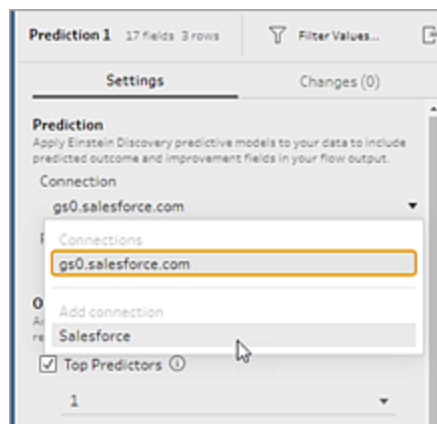 Prediction 1 17 fields 3 rows Filter Values...
Settings Changes (0)
Prediction
Apply Einstein Discovery predictive models to your data to include
predicted outcome and improvement fields in your flow output.
Connection
gs0.salesforce.com
Connections
gs0.salesforce.com
Add connection
Salesforce
Top Predictors
1